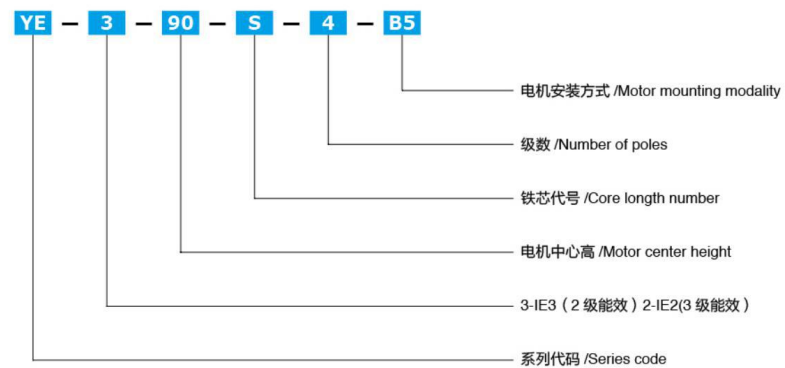 YE – 3 – 90 – S – 4 – B5
电机安装方式 /Motor mounting modality
级数 /Number of poles
铁芯代号 /Core longth number
电机中心高 /Motor center height
3-IE3（2 级能效）2-IE2(3 级能效）
系列代码 /Series code